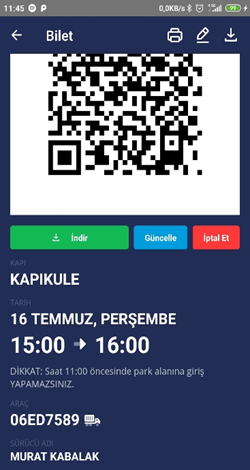 11:45 0,0KB/s 99
Bilet
İndir Güncelle İptal Et
KAPI
KAPIKULE
TARİH
16 TEMMUZ, PERŞEMBE
15:00 → 16:00
DİKKAT: Saat 11:00 öncesinde park alanına giriş
YAPAMAZSINIZ.
ARAÇ
06ED7589
SÜRÜCÜ ADI
MURAT KABALAK